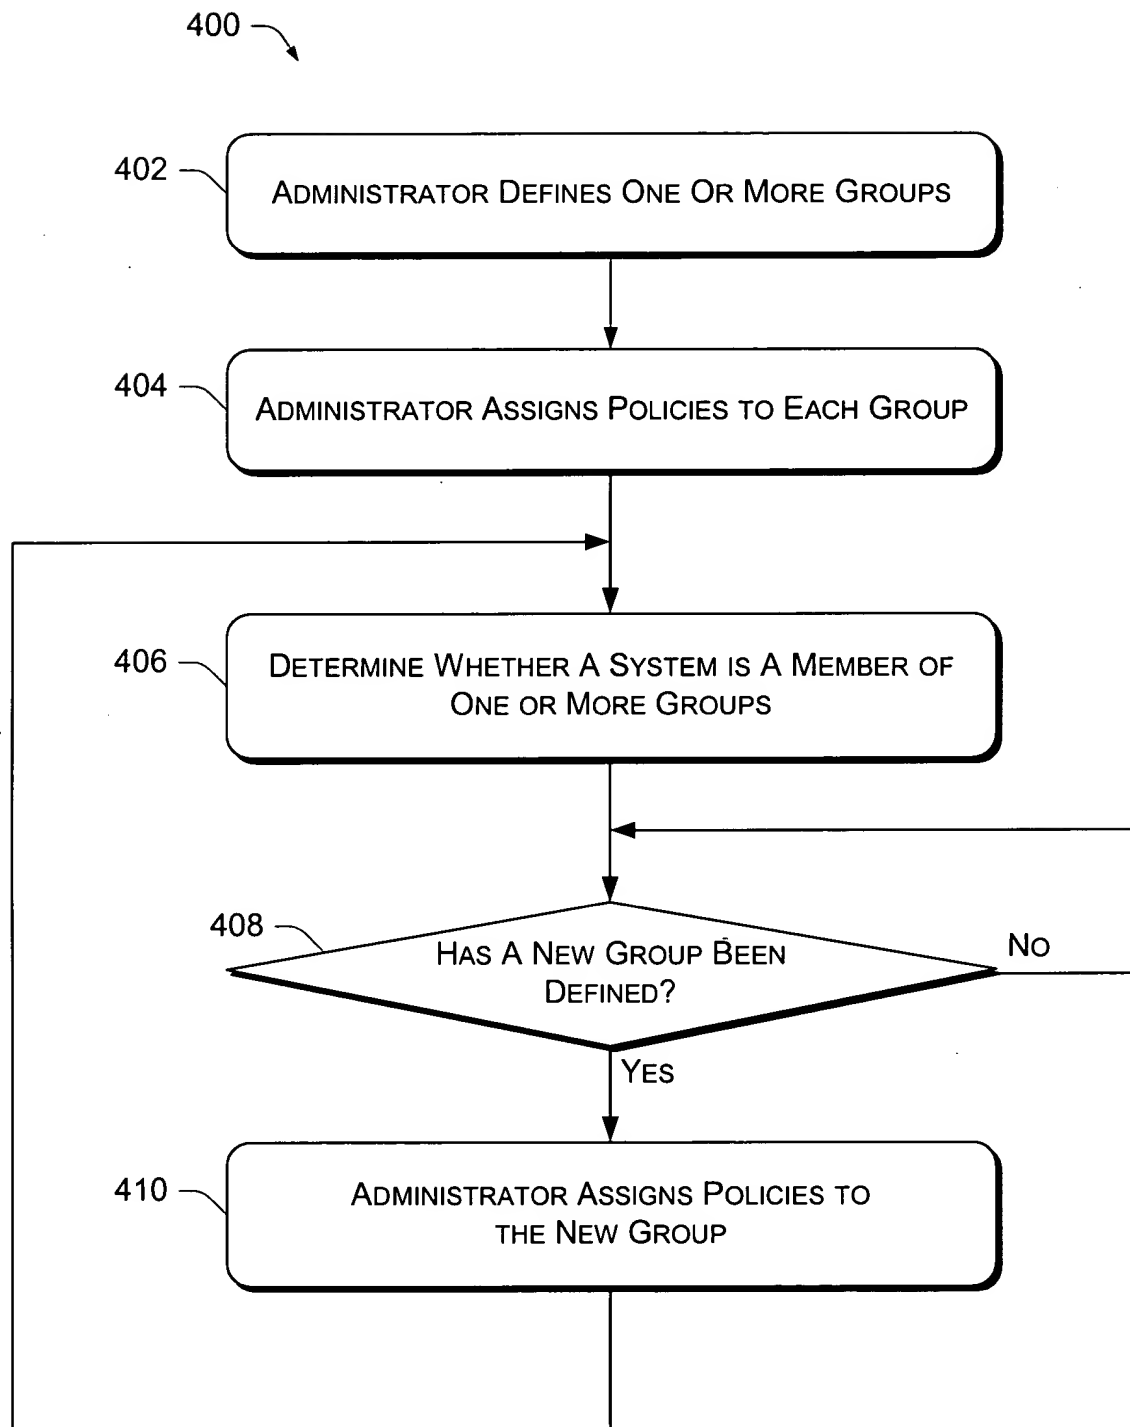 400
402
ADMINISTRATOR DEFINES ONE OR MORE GROUPS
404
ADMINISTRATOR ASSIGNS POLICIES TO EACH GROUP
406
DETERMINE WHETHER A SYSTEM IS A MEMBER OF
ONE OR MORE GROUPS
408
HAS A NEW GROUP BEEN
DEFINED?
NO
YES
410
ADMINISTRATOR ASSIGNS POLICIES TO
THE NEW GROUP